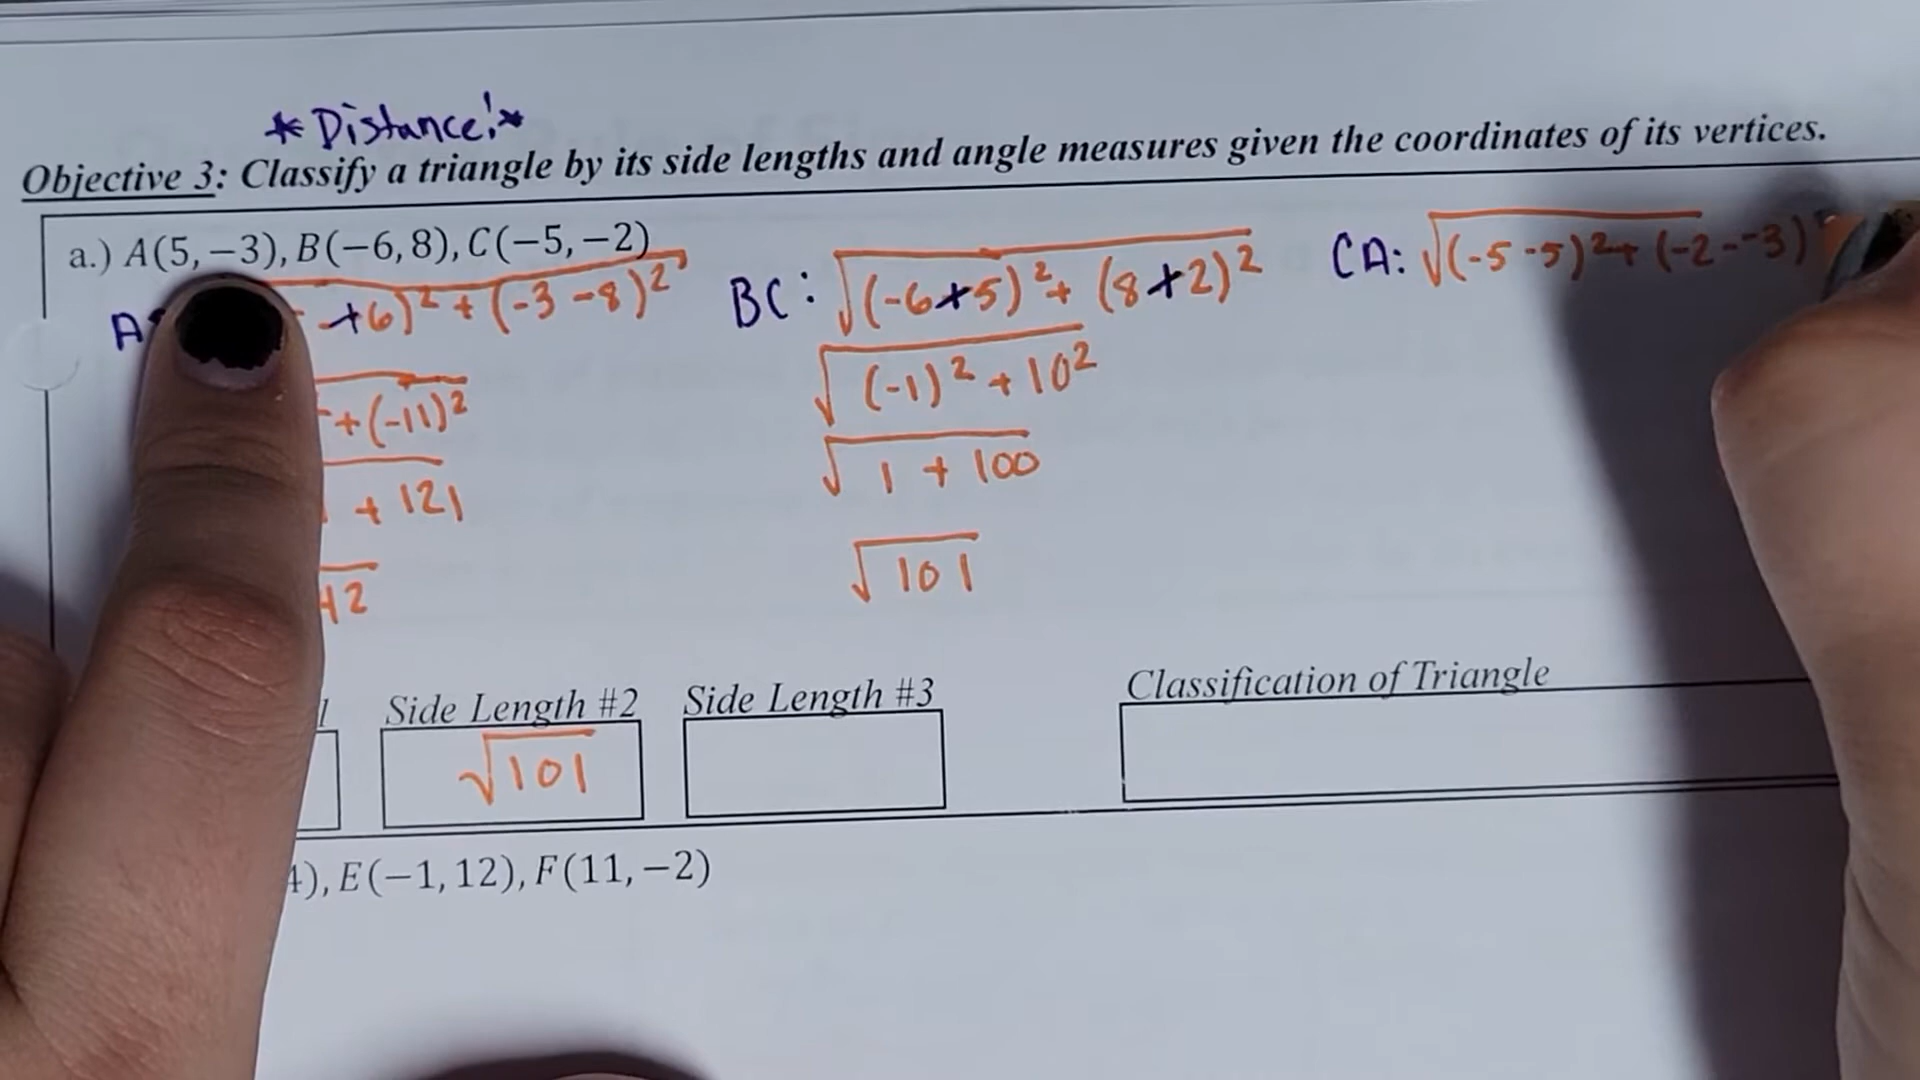 *Distance!*
Objective 3: Classify a triangle by its side lengths and angle measures given the coordinates of its vertices.
a.) A(5,−3), B(−6,8), C(−5,−2)
A +6)² + (-3 -8)²
+(-11)²
+ 121
42
BC: √(-6+5)² + (8+2)²
√(-1)² + 10²
√1 + 100
√101
CA: √(-5-5)² + (-2--3)
Side Length #2
√101
Side Length #3
Classification of Triangle
4), E(−1,12), F(11,−2)